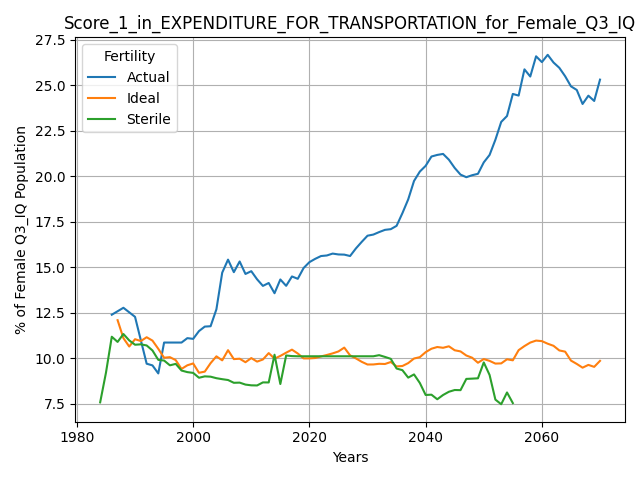 Score_1_in_EXPENDITURE_FOR_TRANSPORTATION_for_Female_Q3_IQ
27.5
25.0
22.5
20.0
17.5
15.0
12.5
10.0
7.5
% of Female Q3_IQ Population
Fertility
Actual
Ideal
Sterile
1980
2000
2020
2040
2060
Years